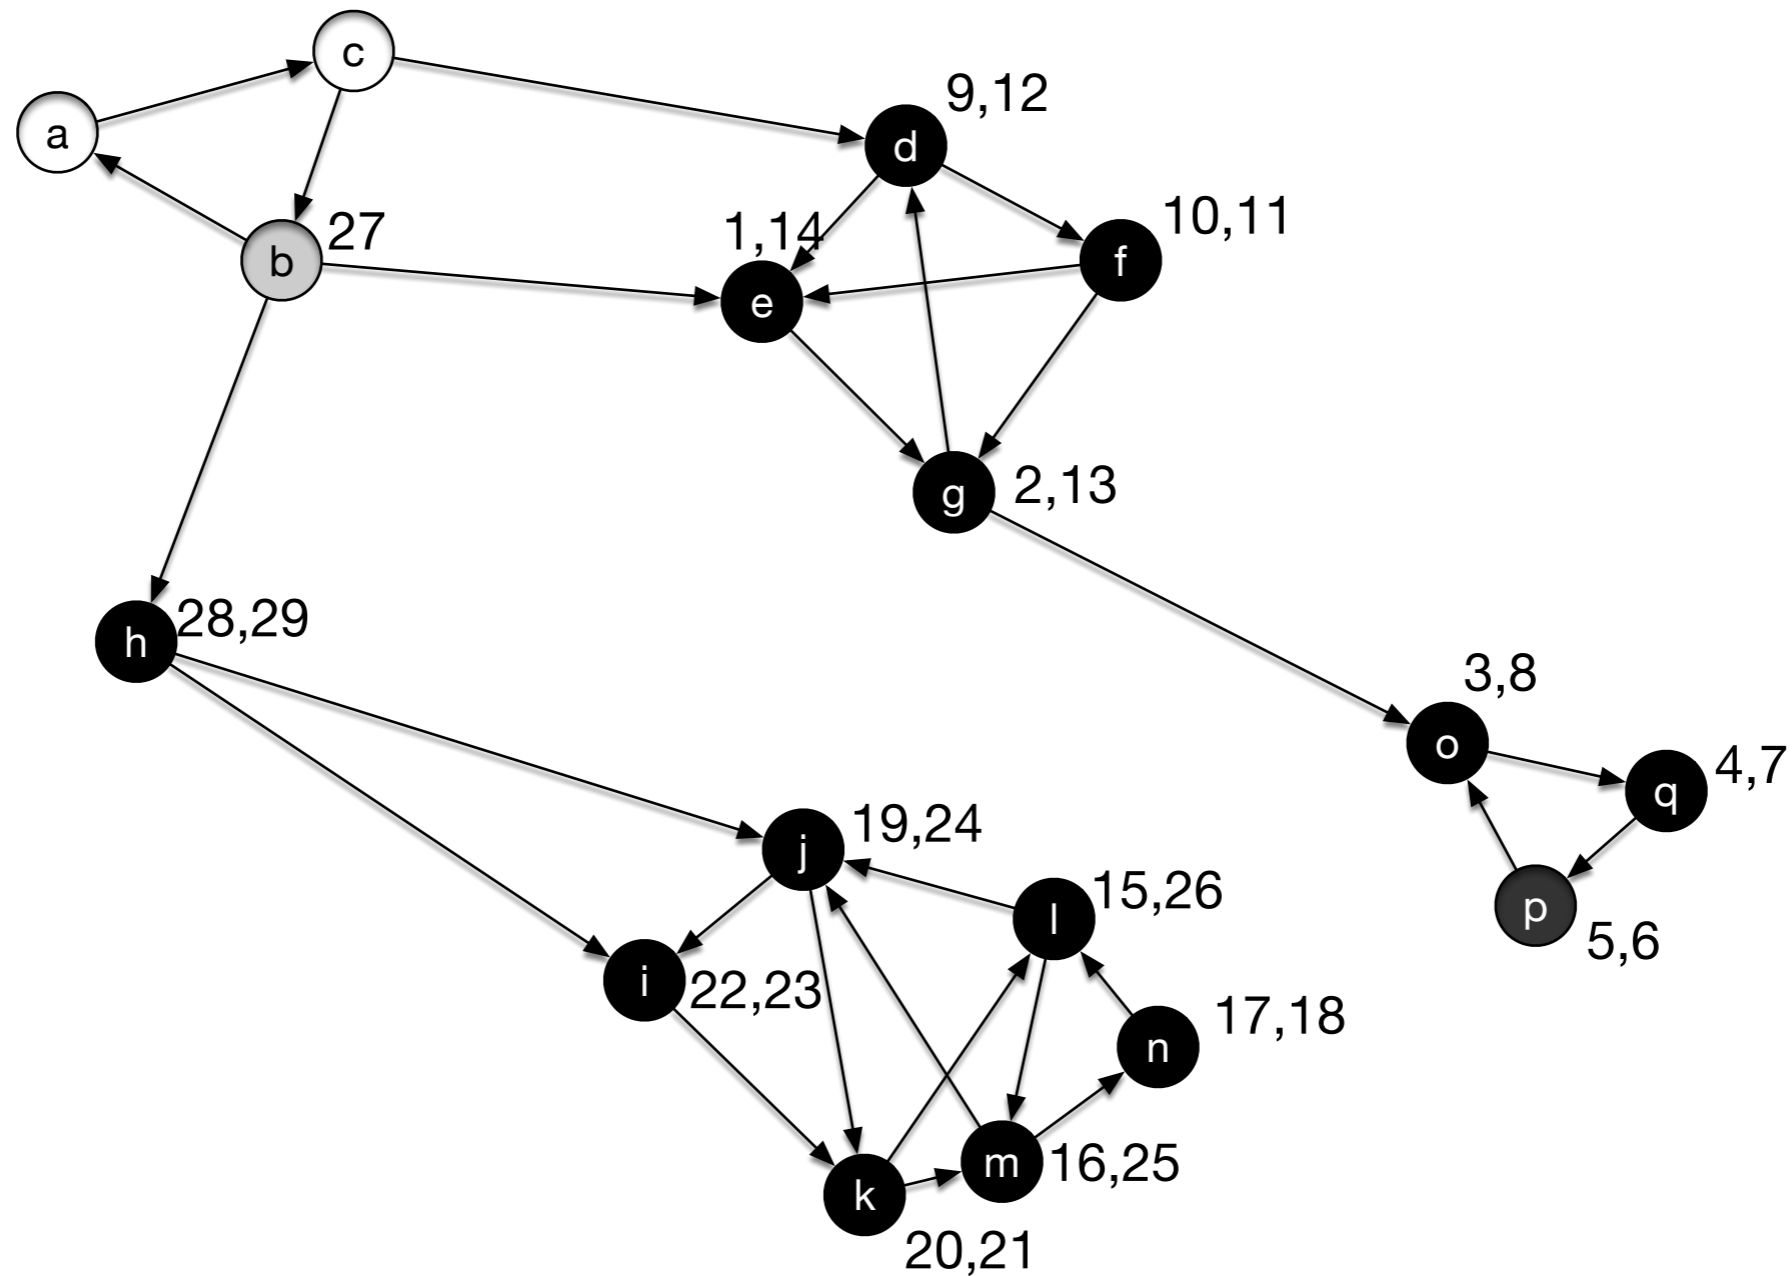 c
9,12
a
d
10,11
27
1,14
b
f
e
g
2,13
h
28,29
3,8
o
4,7
q
j
19,24
l
15,26
p
5,6
i
22,23
n
17,18
m
16,25
k
20,21